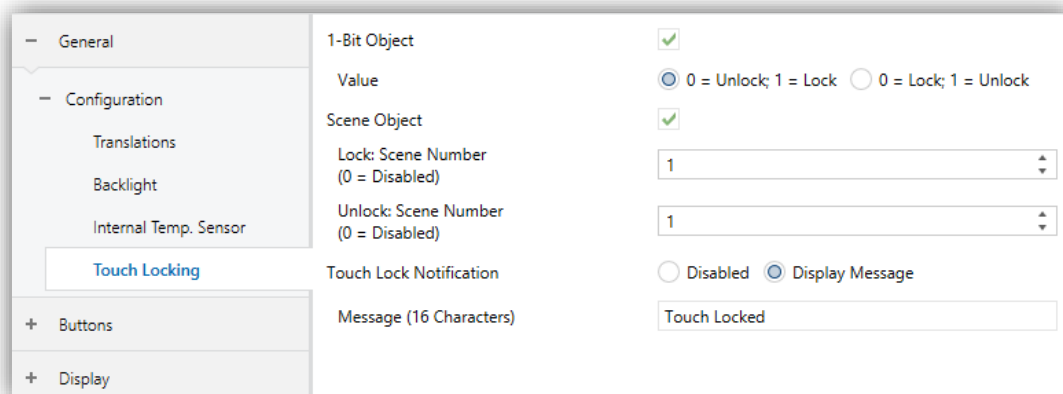 General
Configuration
Translations
Backlight
Internal Temp. Sensor
Touch Locking
Buttons
Display
1-Bit Object
Value
0 = Unlock; 1 = Lock
0 = Lock; 1 = Unlock
Scene Object
Lock: Scene Number
(0 = Disabled)
1
Unlock: Scene Number
(0 = Disabled)
1
Touch Lock Notification
Disabled
Display Message
Message (16 Characters)
Touch Locked